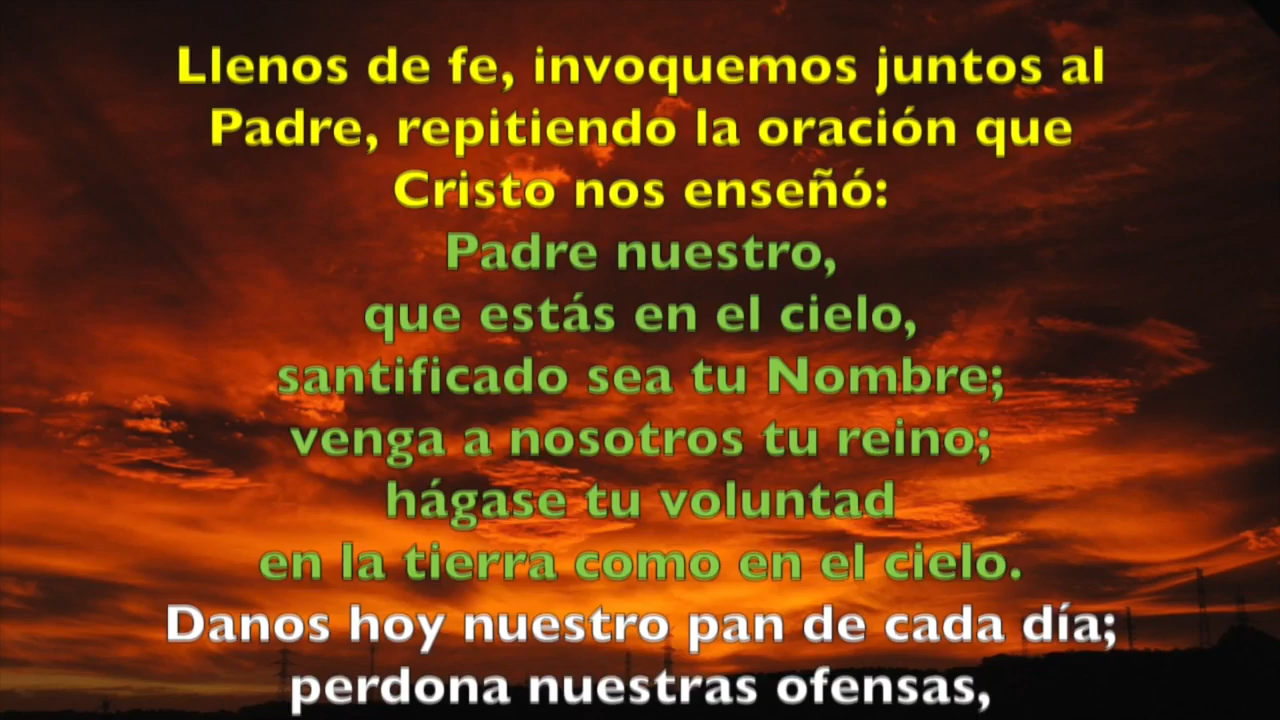 Llenos de fe, invoquemos juntos al
Padre, repitiendo la oración que
Cristo nos enseñó:
Padre nuestro,
que estás en el cielo,
santificado sea tu Nombre;
venga a nosotros tu reino;
hágase tu voluntad
en la tierra como en el cielo.
Danos hoy nuestro pan de cada día;
perdona nuestras ofensas,